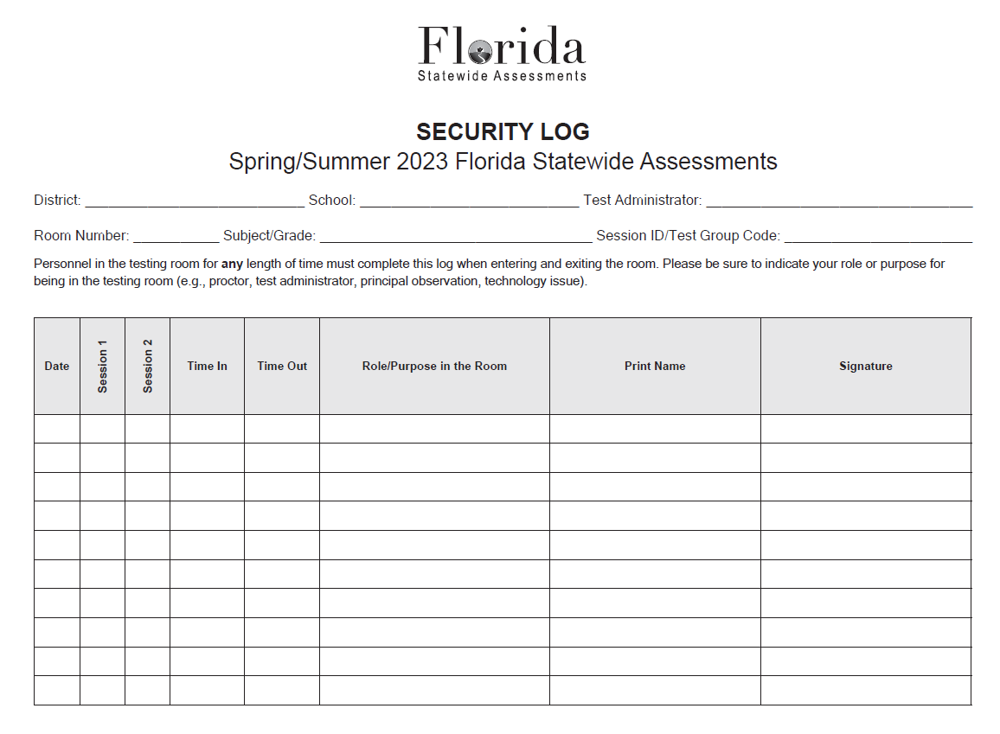 Florida
Statewide Assessments
SECURITY LOG
Spring/Summer 2023 Florida Statewide Assessments
District: ____________________________ School: ____________________________ Test Administrator: __________________________________
Room Number: ___________ Subject/Grade: ___________________________________ Session ID/Test Group Code: ________________________
Personnel in the testing room for any length of time must complete this log when entering and exiting the room. Please be sure to indicate your role or purpose for
being in the testing room (e.g., proctor, test administrator, principal observation, technology issue).
Date Session 1 Session 2 Time In Time Out Role/Purpose in the Room Print Name Signature